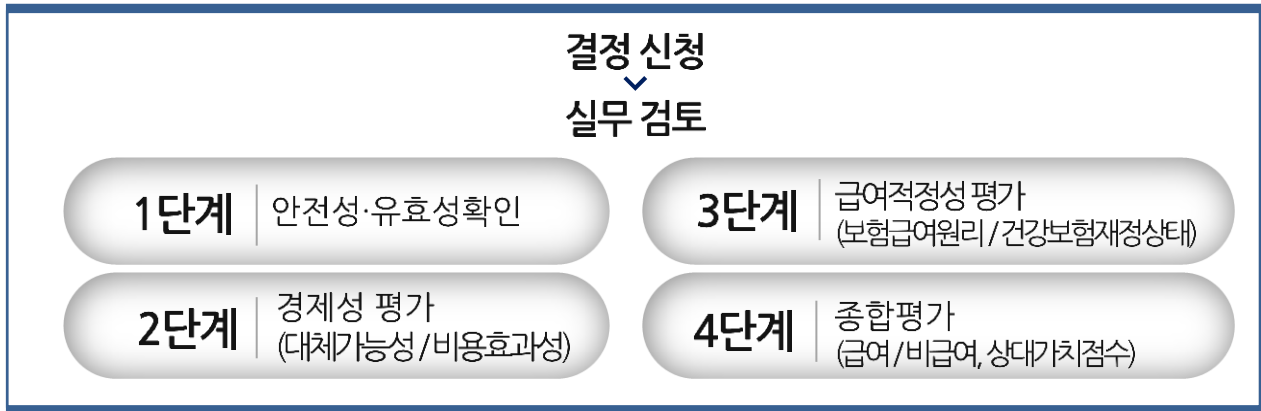 결정 신청
실무 검토
1단계 안전성·유효성확인
2단계 경제성 평가
(대체가능성 / 비용효과성)
3단계 급여적정성 평가
(보험급여원리 / 건강보험재정상태)
4단계 종합평가
(급여 / 비급여, 상대가치점수)